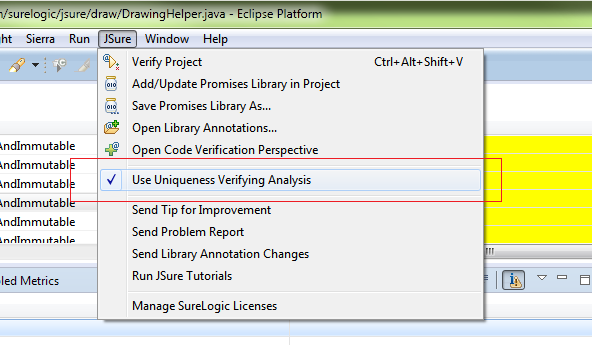 n/surelogic/jsure/draw/DrawingHelper.java - Eclipse Platform
ht Sierra Run JSure Window Help
Verify Project Ctrl+Alt+Shift+V
Add/Update Promises Library in Project
Save Promises Library As...
Open Library Annotations...
AndImmutable Open Code Verification Perspective
AndImmutable
AndImmutable Use Uniqueness Verifying Analysis
AndImmutable
AndImmutable Send Tip for Improvement
AndImmutable Send Problem Report
Send Library Annotation Changes
led Metrics Run JSure Tutorials
Manage SureLogic Licenses